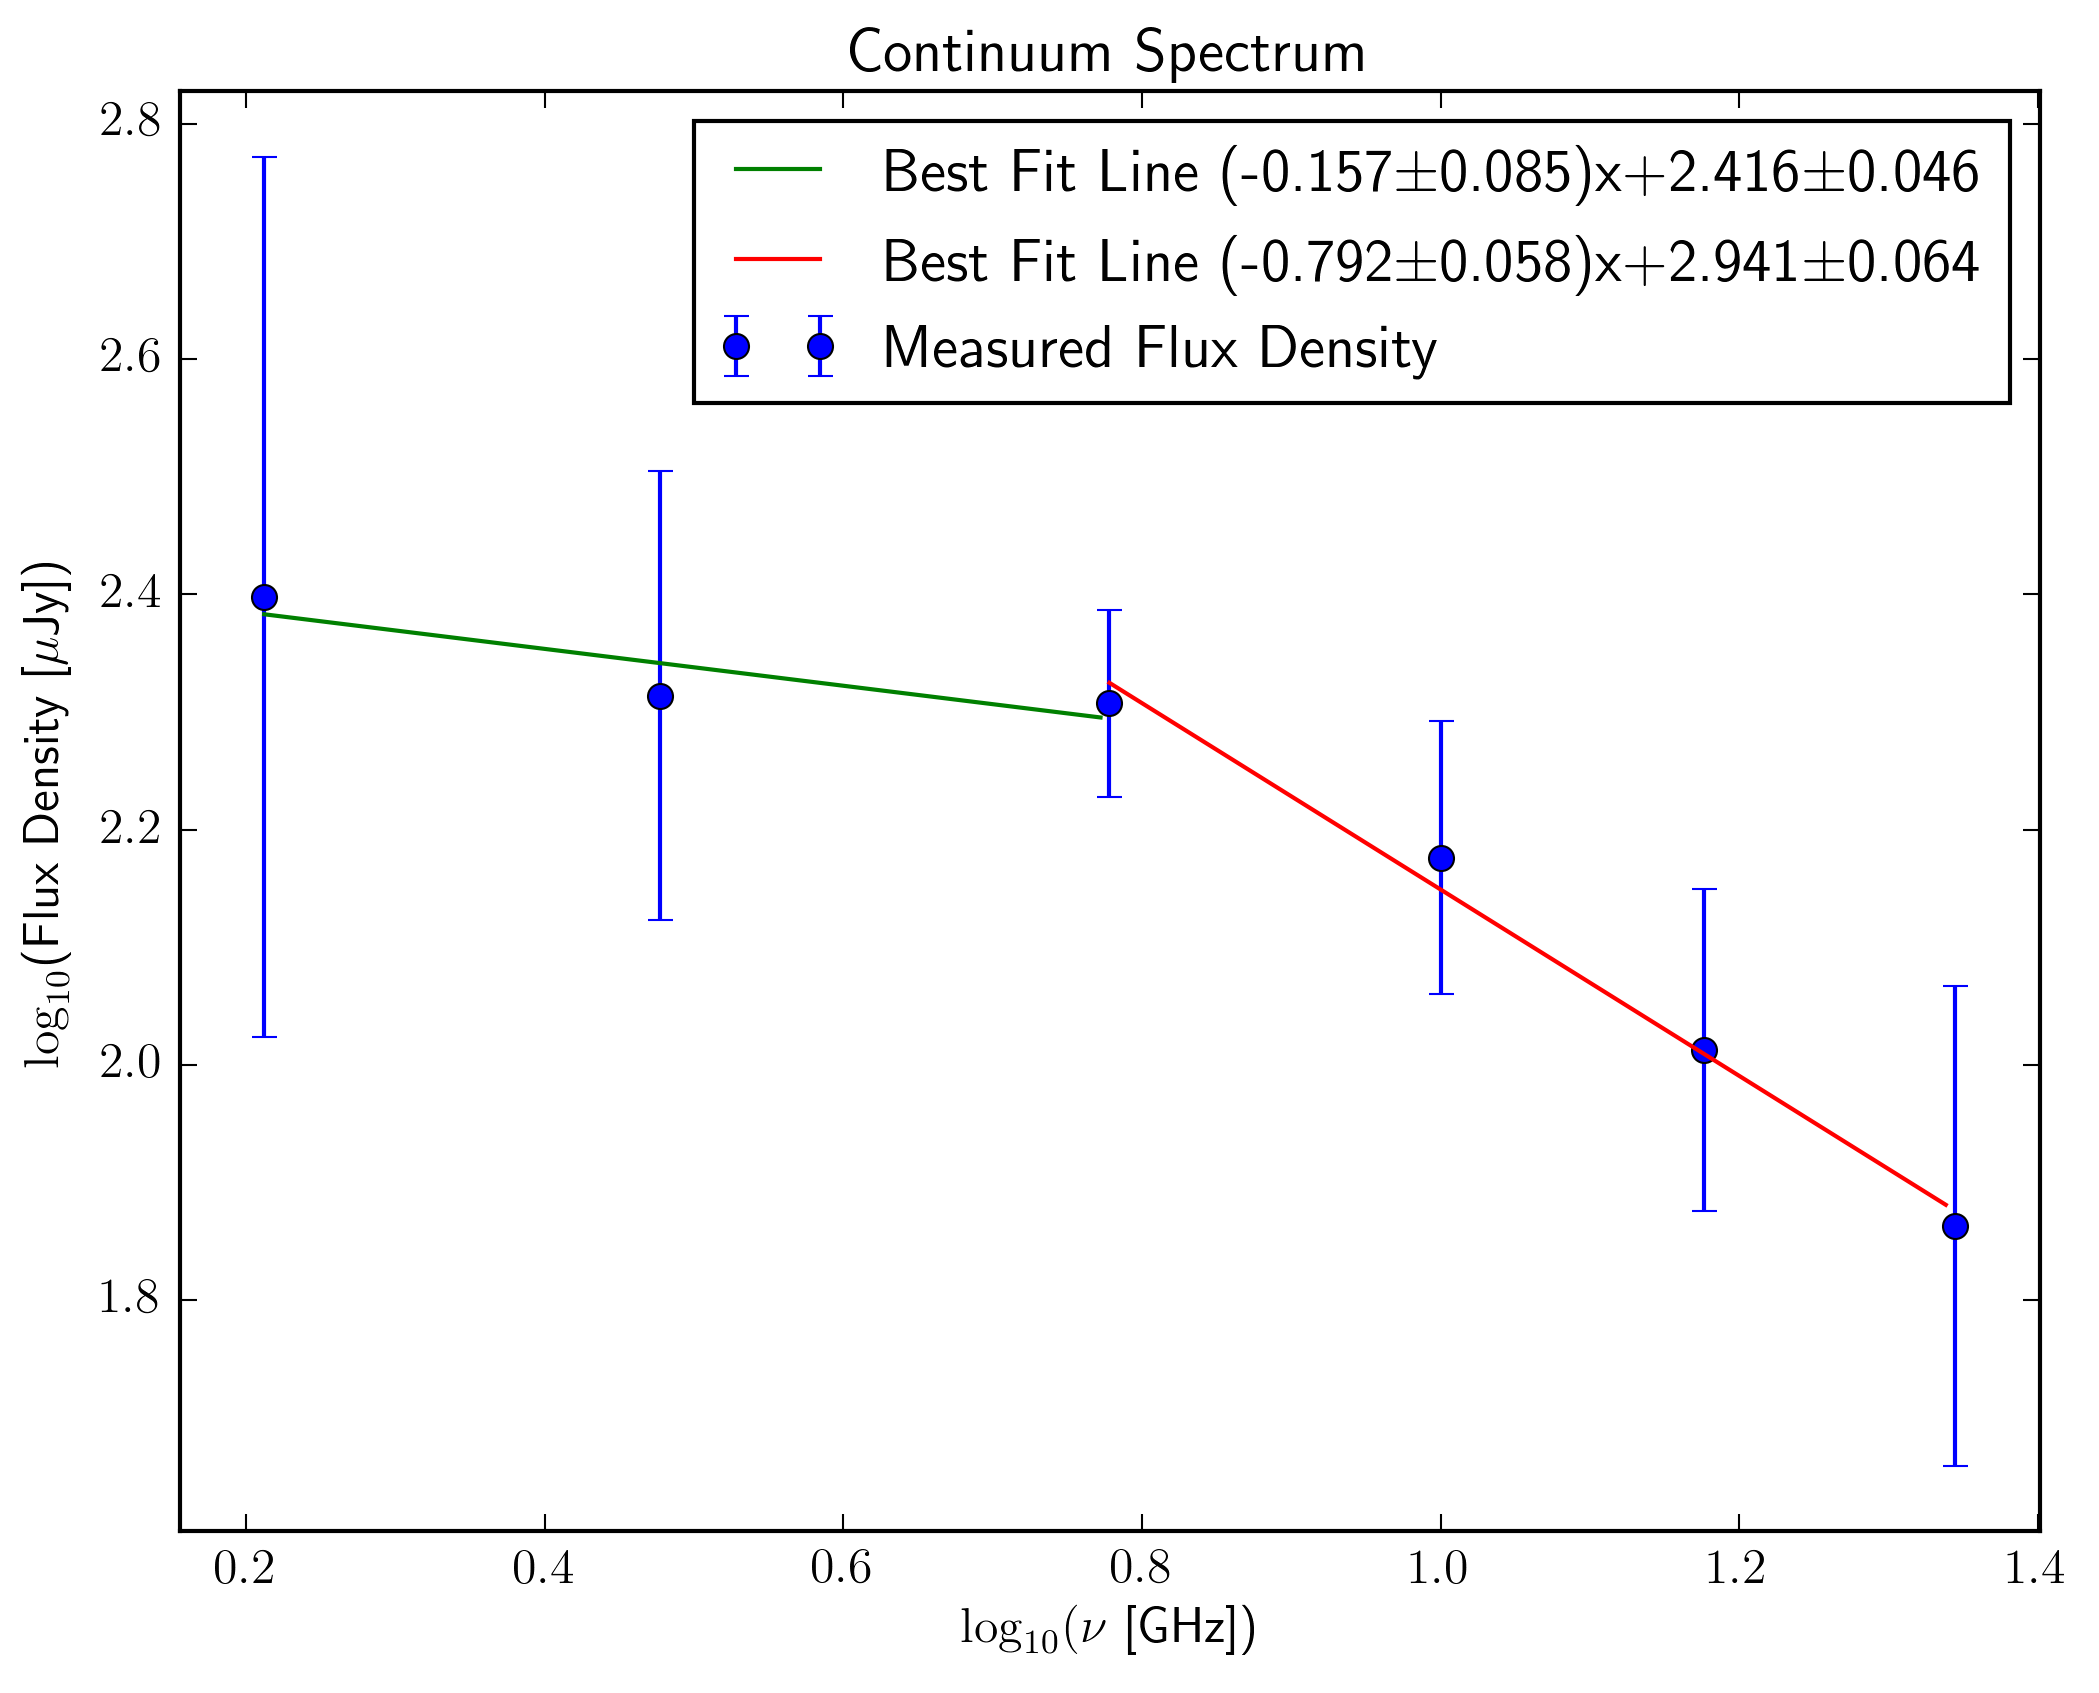 Continuum Spectrum
Best Fit Line (-0.157±0.085)x+2.416±0.046
Best Fit Line (-0.792±0.058)x+2.941±0.064
Measured Flux Density
log₁₀(Flux Density [μJy])
2.8
2.6
2.4
2.2
2.0
1.8
0.2 0.4 0.6 0.8 1.0 1.2 1.4
log₁₀(ν [GHz])